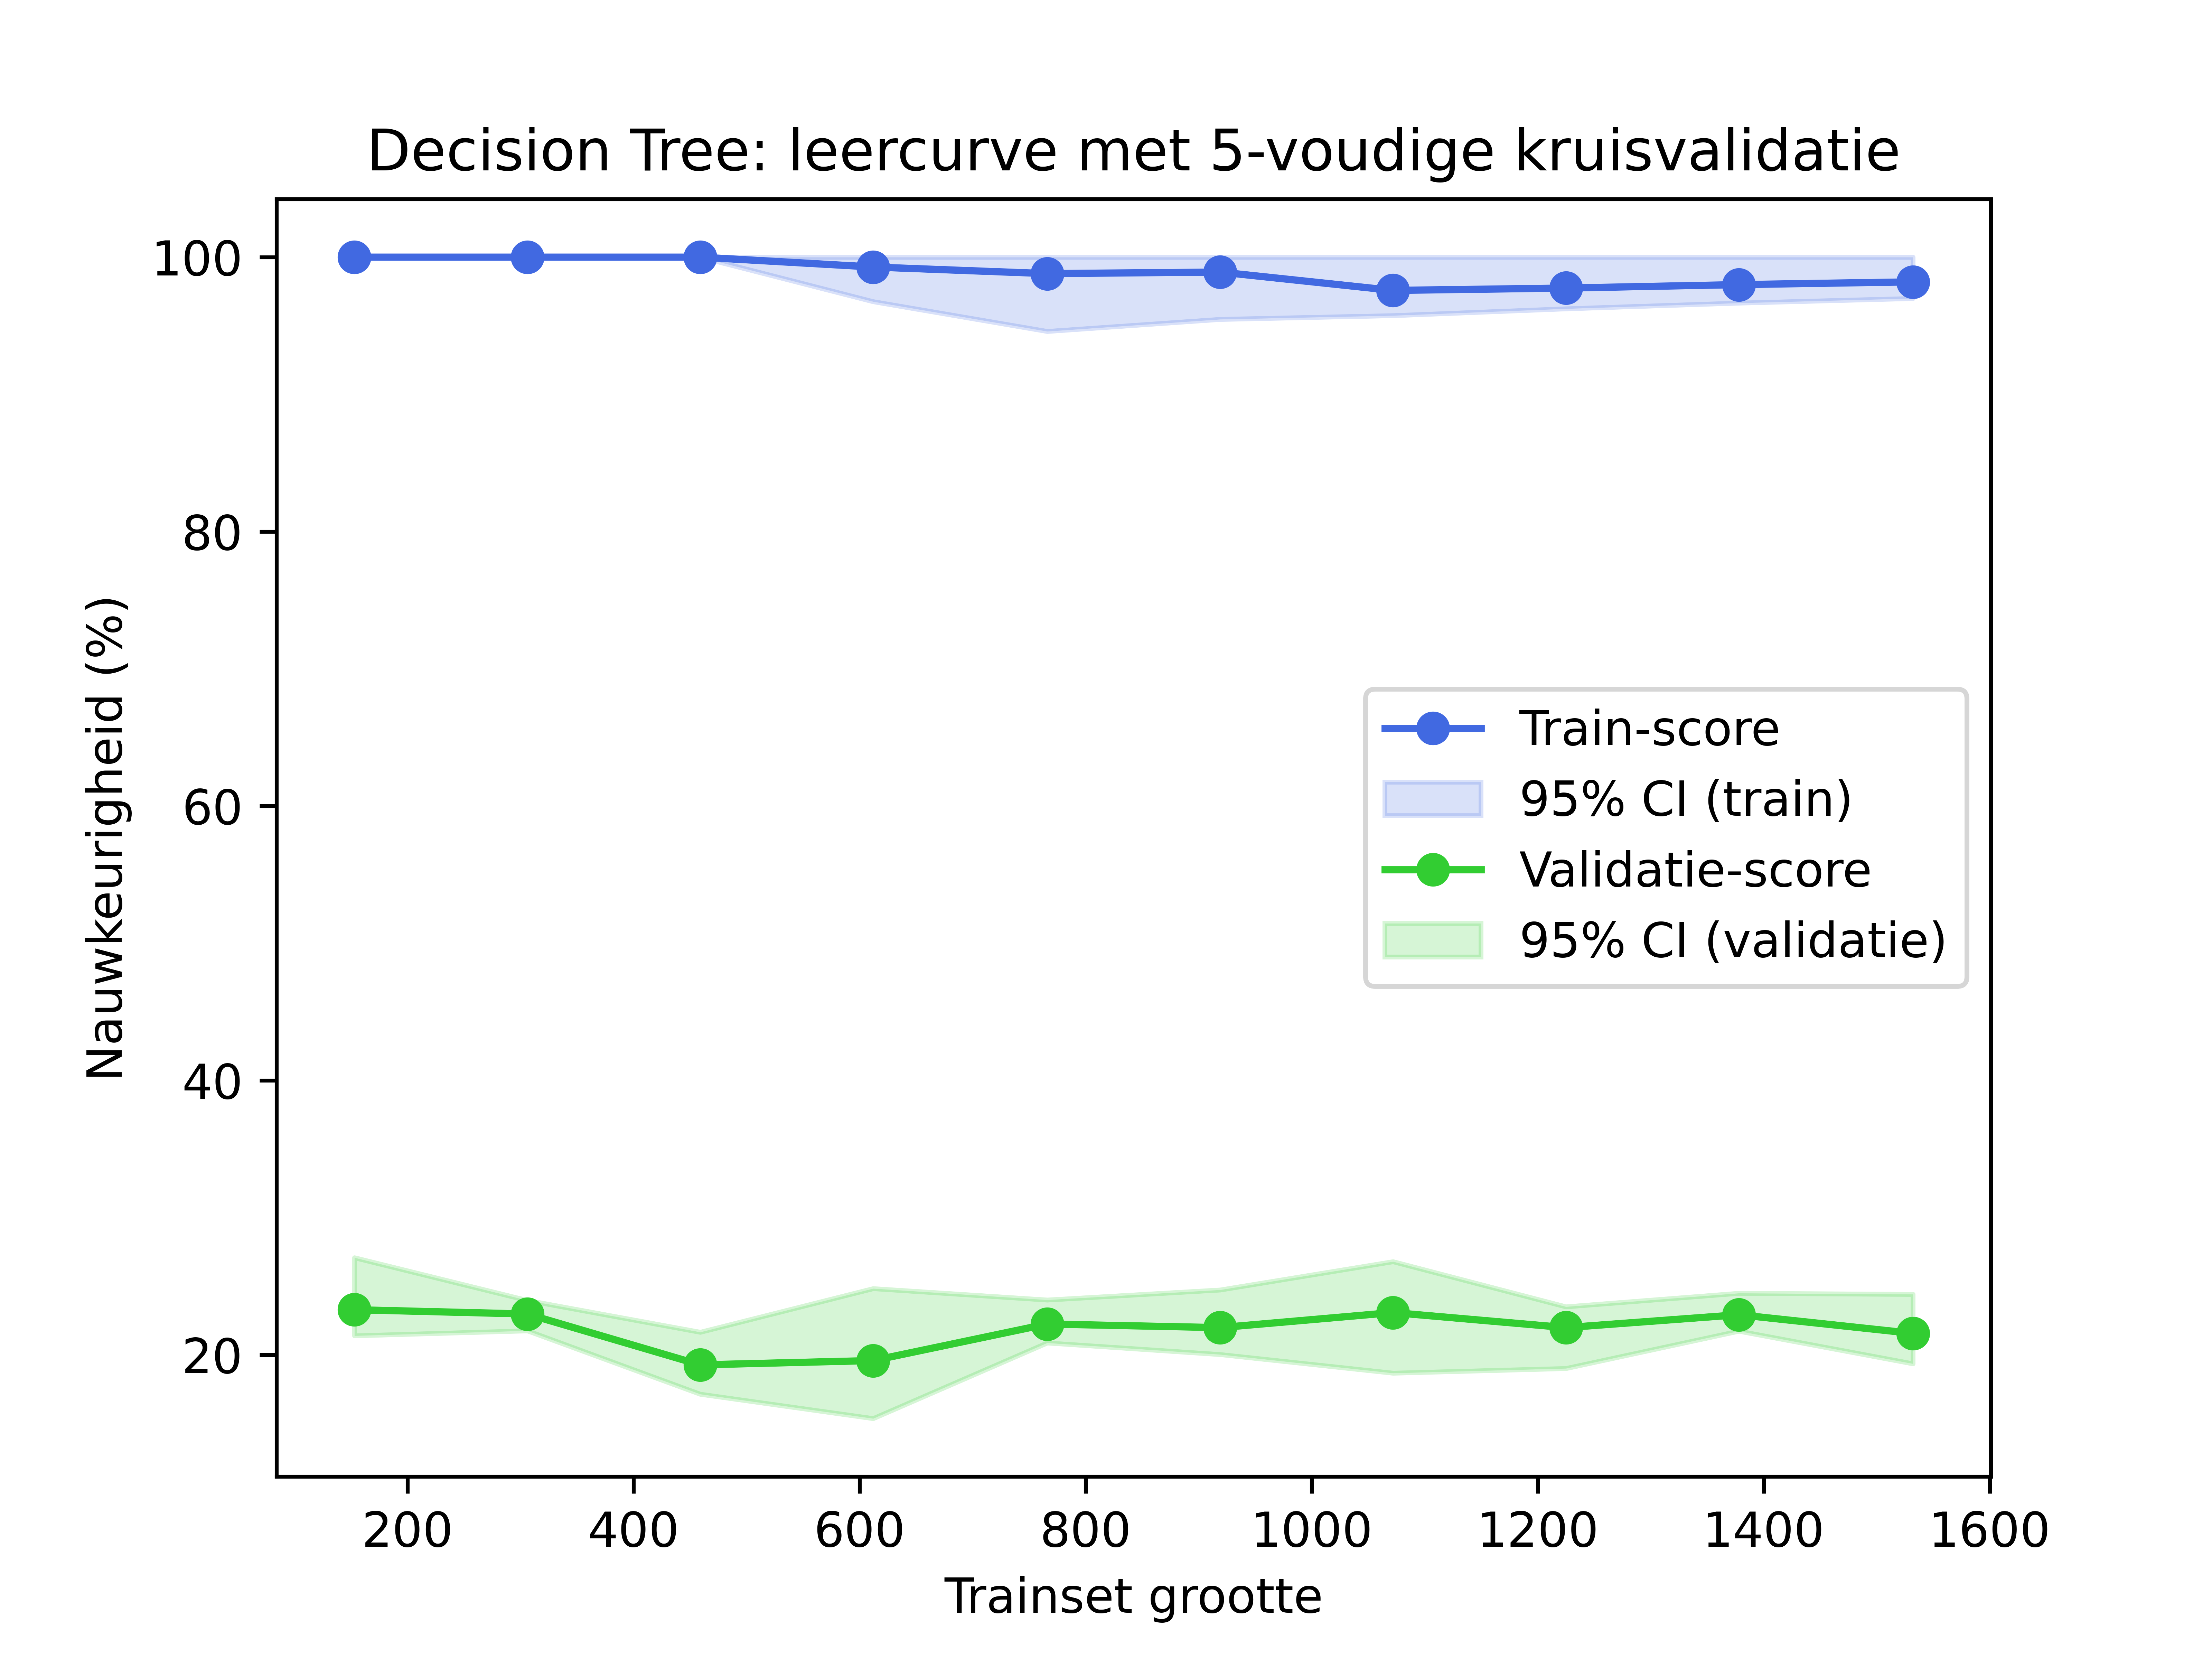 Decision Tree: leercurve met 5-voudige kruisvalidatie
100
80
60
40
20
Nauwkeurigheid (%)
Train-score
95% CI (train)
Validatie-score
95% CI (validatie)
200 400 600 800 1000 1200 1400 1600
Trainset grootte